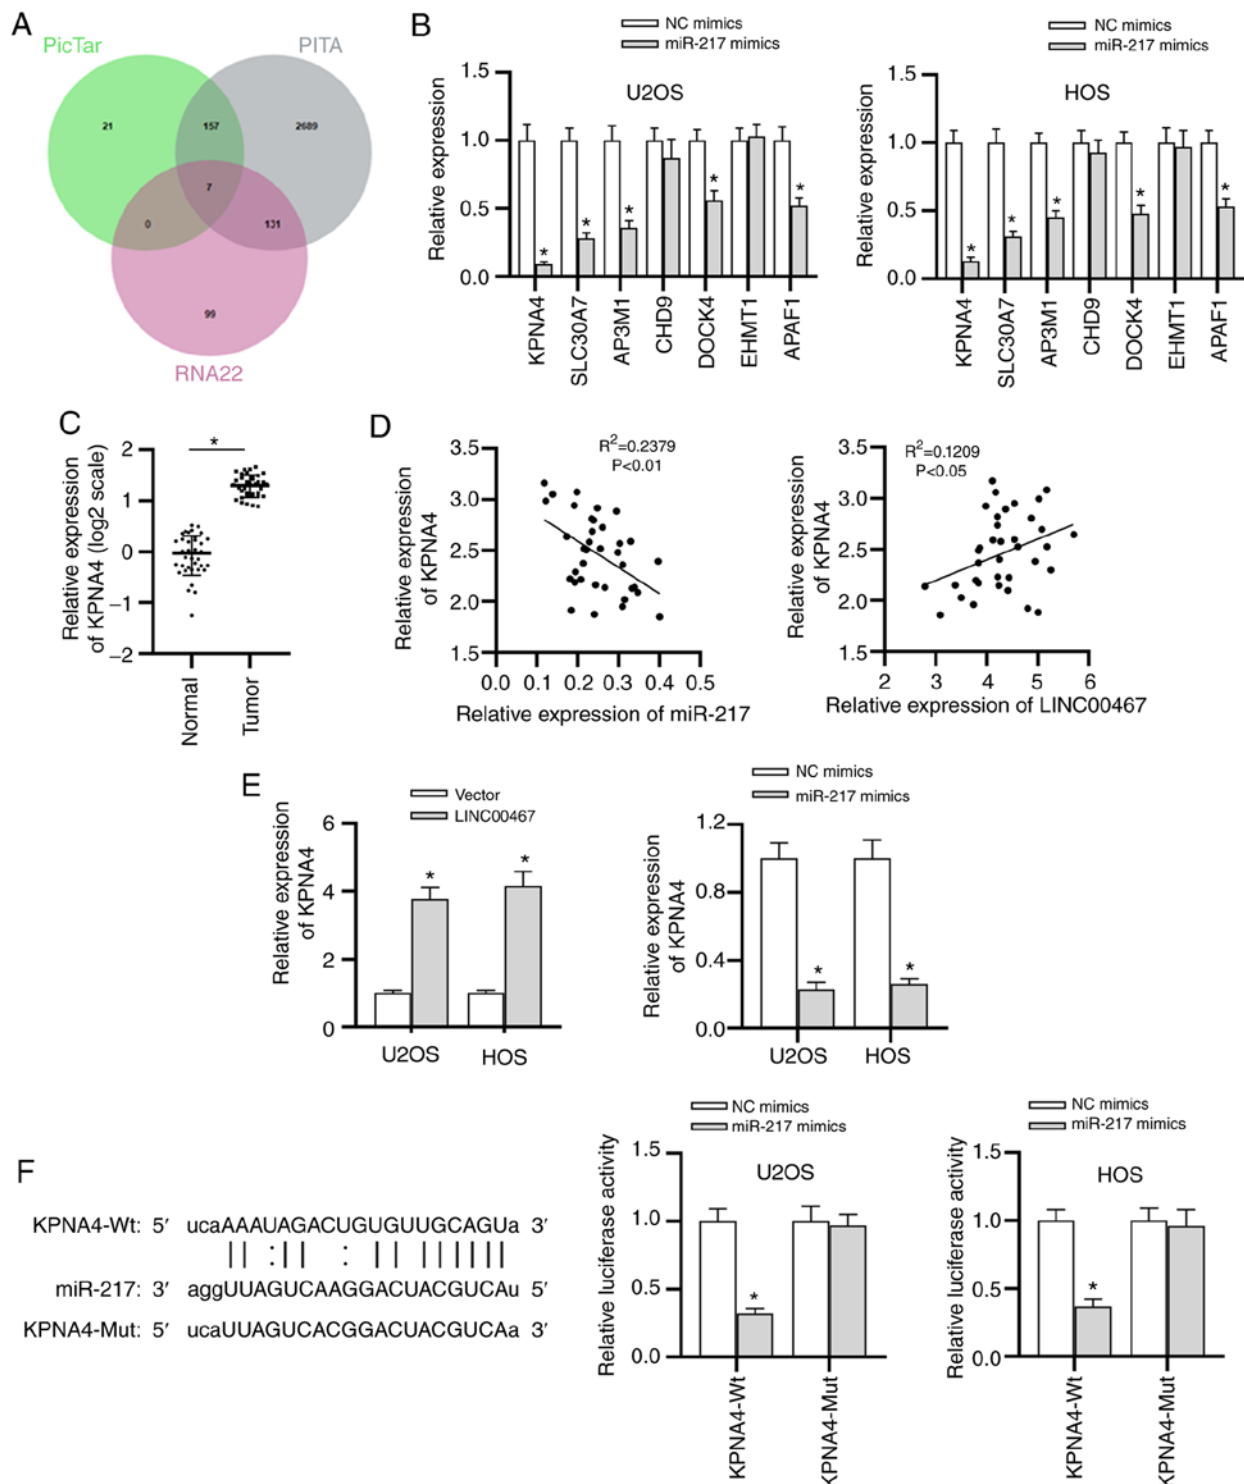 A
PicTar
PITA
21
157
2689
7
0
131
99
RNA22
B
NC mimics
miR-217 mimics
U2OS
Relative expression
1.5
1.0
0.5
0.0
* * * * *
KPNA4
SLC30A7
AP3M1
CHD9
DOCK4
EHMT1
APAF1
NC mimics
miR-217 mimics
HOS
Relative expression
1.5
1.0
0.5
0.0
* * * * *
KPNA4
SLC30A7
AP3M1
CHD9
DOCK4
EHMT1
APAF1
C
Relative expression
of KPNA4 (log2 scale)
2
1
0
−1
−2
*
Normal
Tumor
D
Relative expression
of KPNA4
3.5
3.0
2.5
2.0
1.5
R2=0.2379
P<0.01
0.0 0.1 0.2 0.3 0.4 0.5
Relative expression of miR-217
Relative expression
of KPNA4
3.5
3.0
2.5
2.0
1.5
R2=0.1209
P<0.05
2 3 4 5 6
Relative expression of LINC00467
E
Vector
LINC00467
Relative expression
of KPNA4
6
4
2
0
* *
U2OS HOS
NC mimics
miR-217 mimics
Relative expression
of KPNA4
1.2
0.8
0.4
0.0
* *
U2OS HOS
F
KPNA4-Wt: 5′ ucaAAAUAGACUGUGUUGCAGUa 3′
miR-217: 3′ aggUUAGUCAAGGACUACGUCAu 5′
KPNA4-Mut: 5′ ucaUUAGUCACGGACUACGUCAa 3′
NC mimics
miR-217 mimics
U2OS
Relative luciferase activity
1.5
1.0
0.5
0.0
*
KPNA4-Wt
KPNA4-Mut
NC mimics
miR-217 mimics
HOS
Relative luciferase activity
1.5
1.0
0.5
0.0
*
KPNA4-Wt
KPNA4-Mut